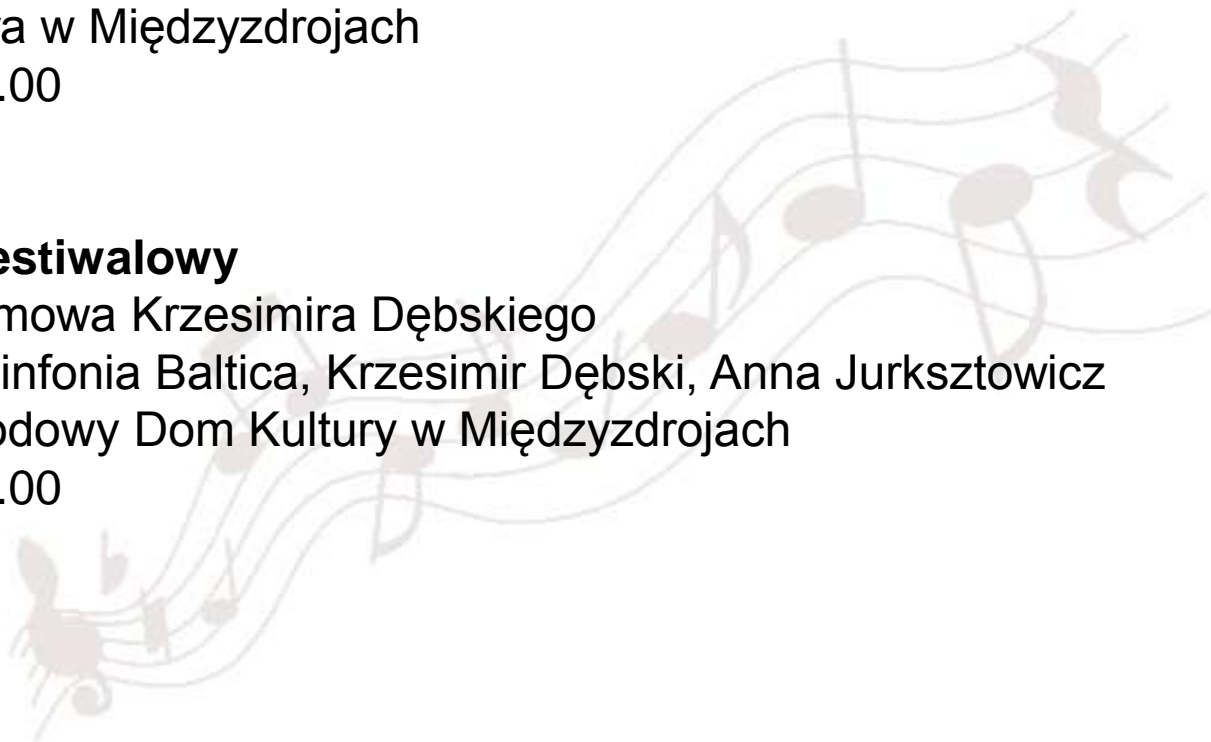 a w Międzyzdrojach
.00
estiwalowy
mowa Krzesimira Dębskiego
infonia Baltica, Krzesimir Dębski, Anna Jurksztowicz
odowy Dom Kultury w Międzyzdrojach
.00